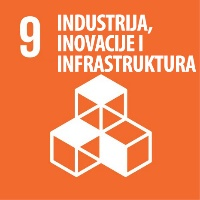 9 INDUSTRIJA,
INOVACIJE I
INFRASTRUKTURA